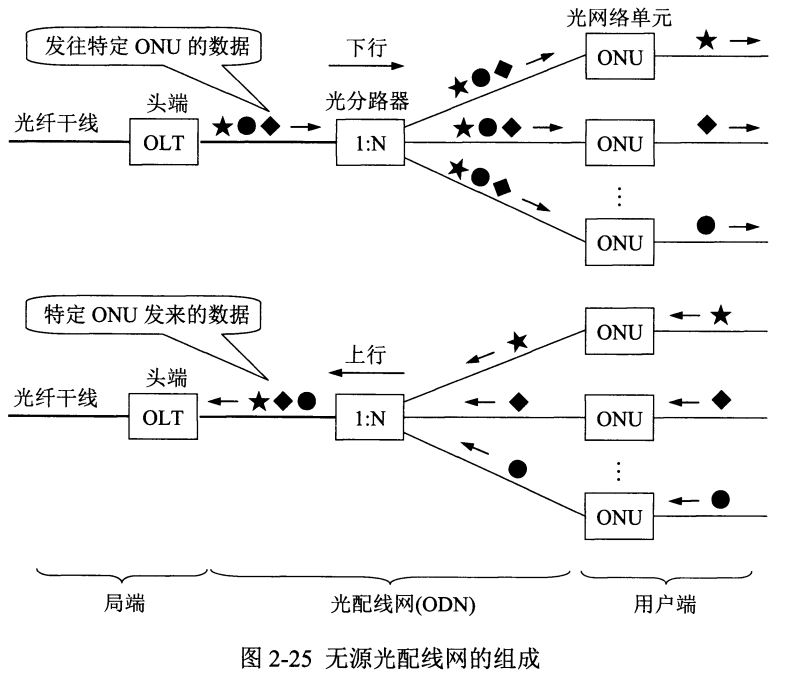 发往特定 ONU 的数据
下行
光网络单元
ONU
头端
光分路器
光纤干线
OLT
1:N
ONU
⋮
ONU
特定 ONU 发来的数据
上行
ONU
头端
光纤干线
OLT
1:N
ONU
⋮
ONU
局端
光配线网(ODN)
用户端
图 2-25 无源光配线网的组成